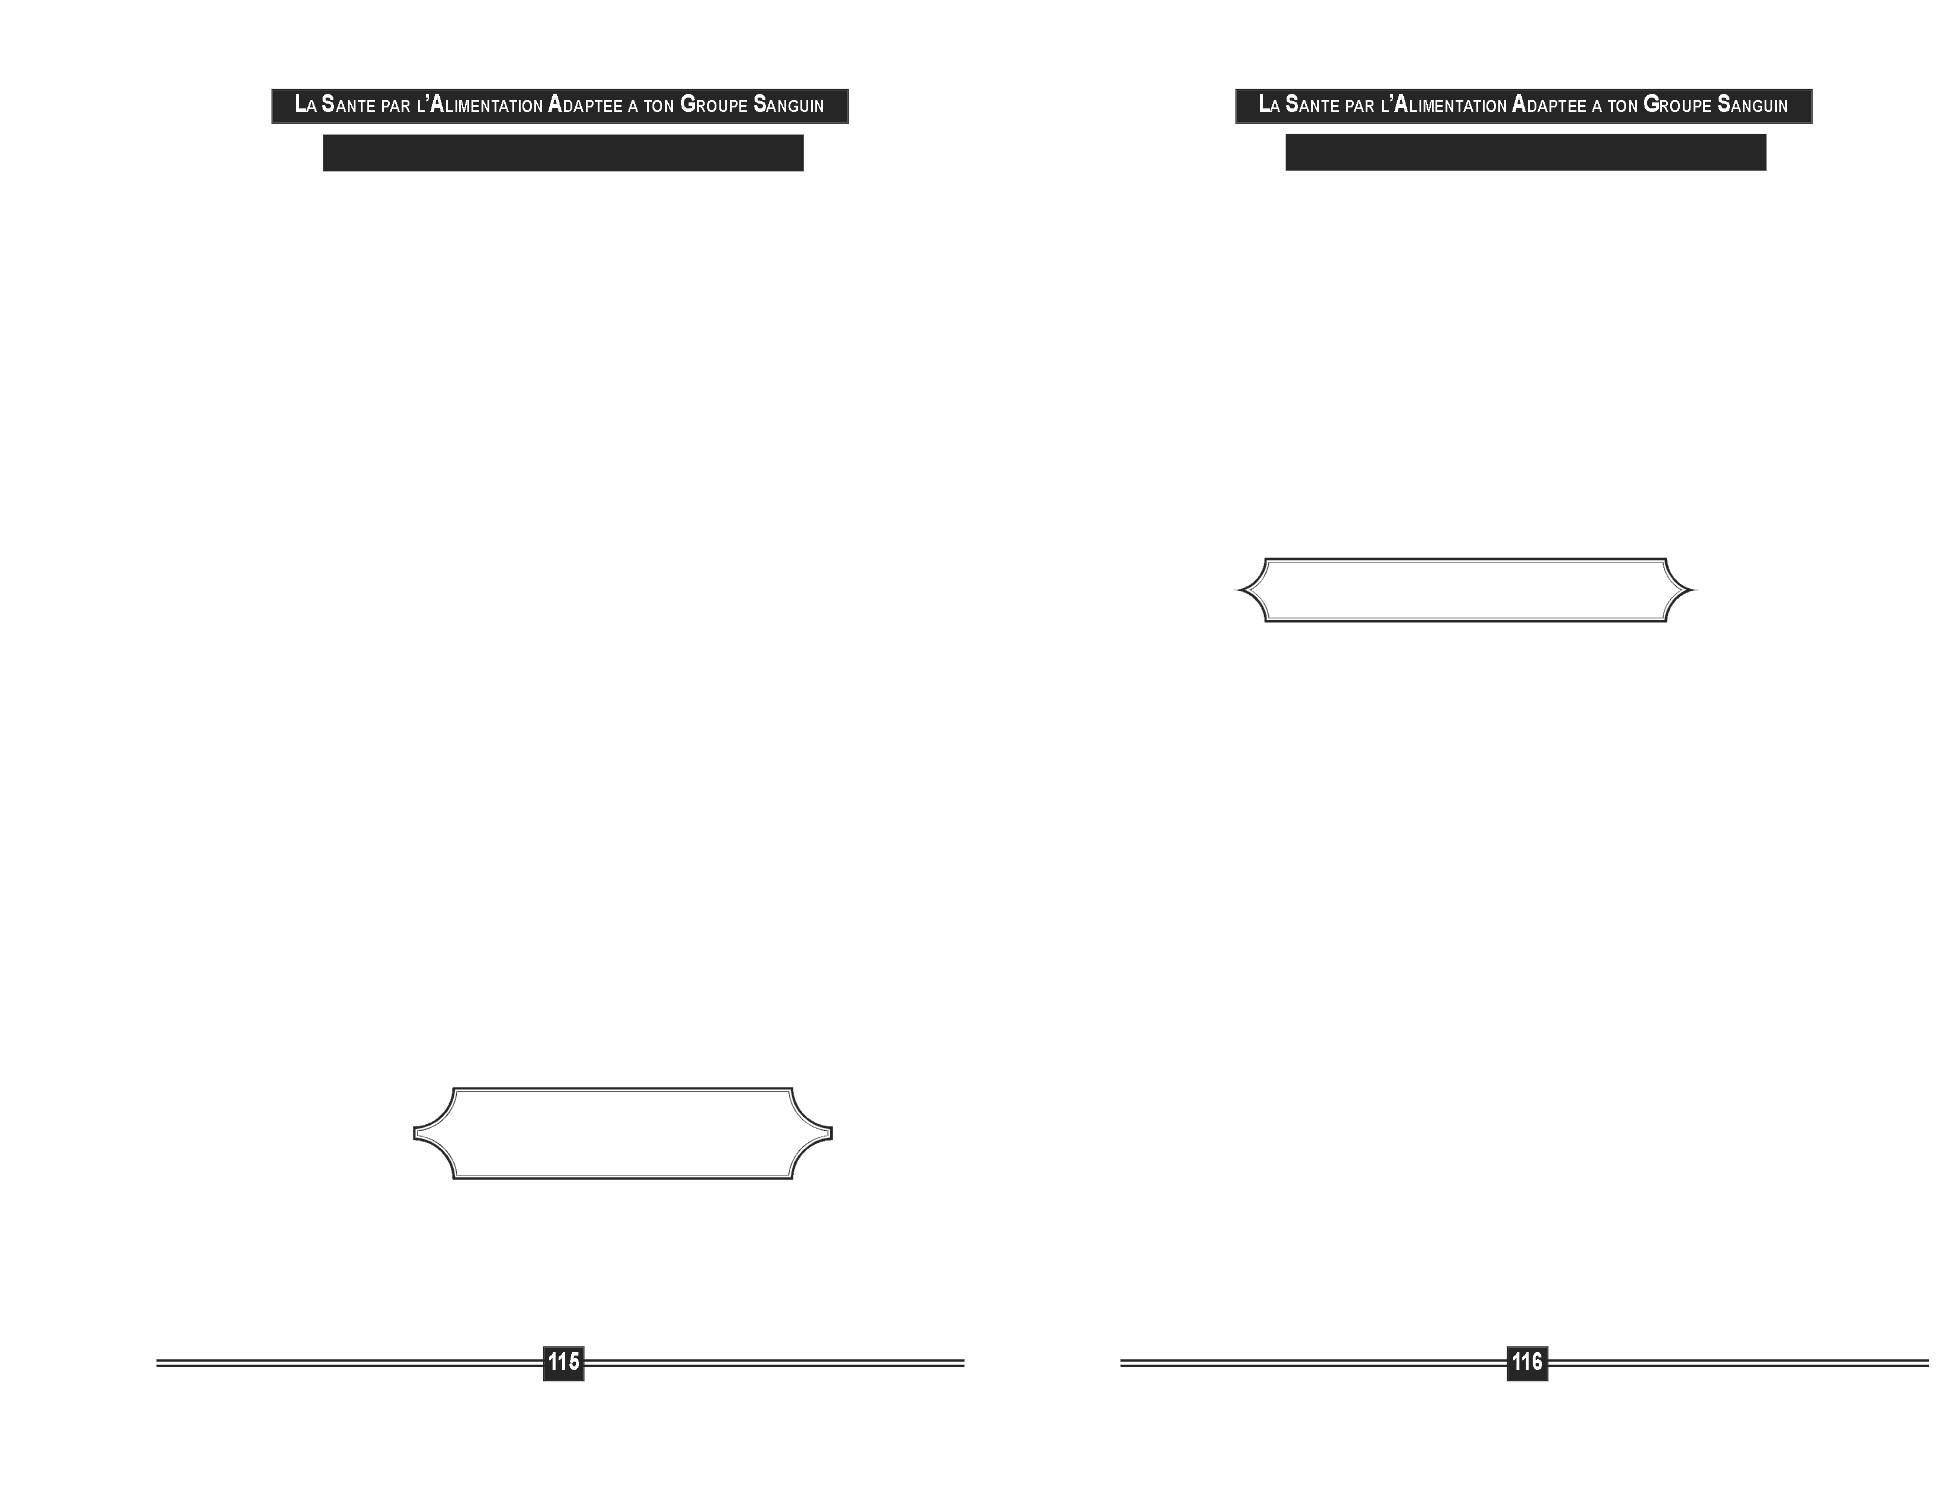 LA SANTE PAR L'ALIMENTATION ADAPTEE A TON GROUPE SANGUIN
115
LA SANTE PAR L'ALIMENTATION ADAPTEE A TON GROUPE SANGUIN
116